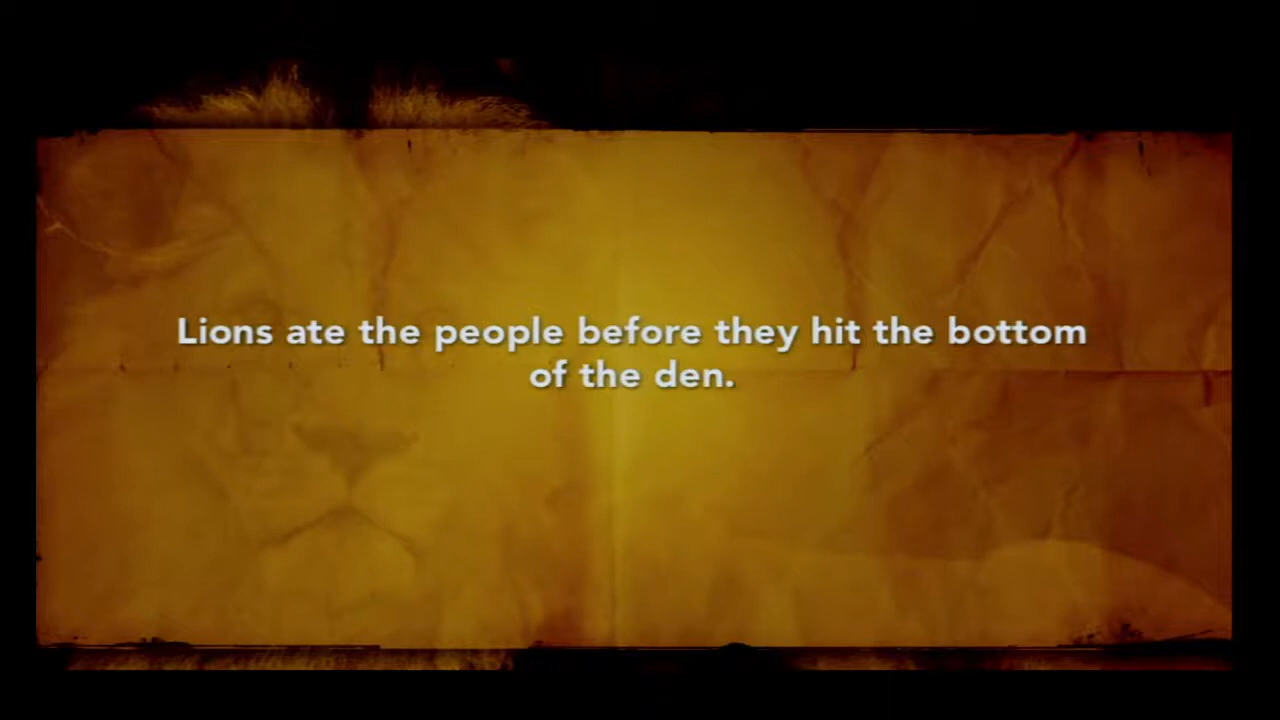 Lions ate the people before they hit the bottom
of the den.